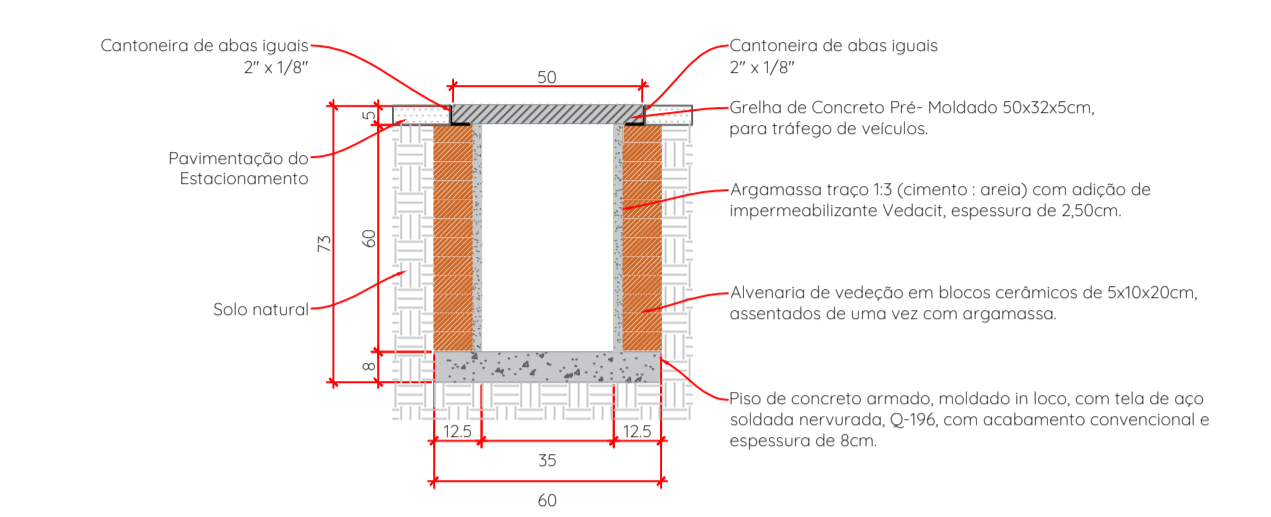 Cantoneira de abas iguais
2" x 1/8"
Pavimentação do
Estacionamento
Solo natural
50
5
60
73
8
12.5
12.5
35
60
Cantoneira de abas iguais
2" x 1/8"
Grelha de Concreto Pré- Moldado 50x32x5cm,
para tráfego de veículos.
Argamassa traço 1:3 (cimento : areia) com adição de
impermeabilizante Vedacit, espessura de 2,50cm.
Alvenaria de vedeção em blocos cerâmicos de 5x10x20cm,
assentados de uma vez com argamassa.
Piso de concreto armado, moldado in loco, com tela de aço
soldada nervurada, Q-196, com acabamento convencional e
espessura de 8cm.